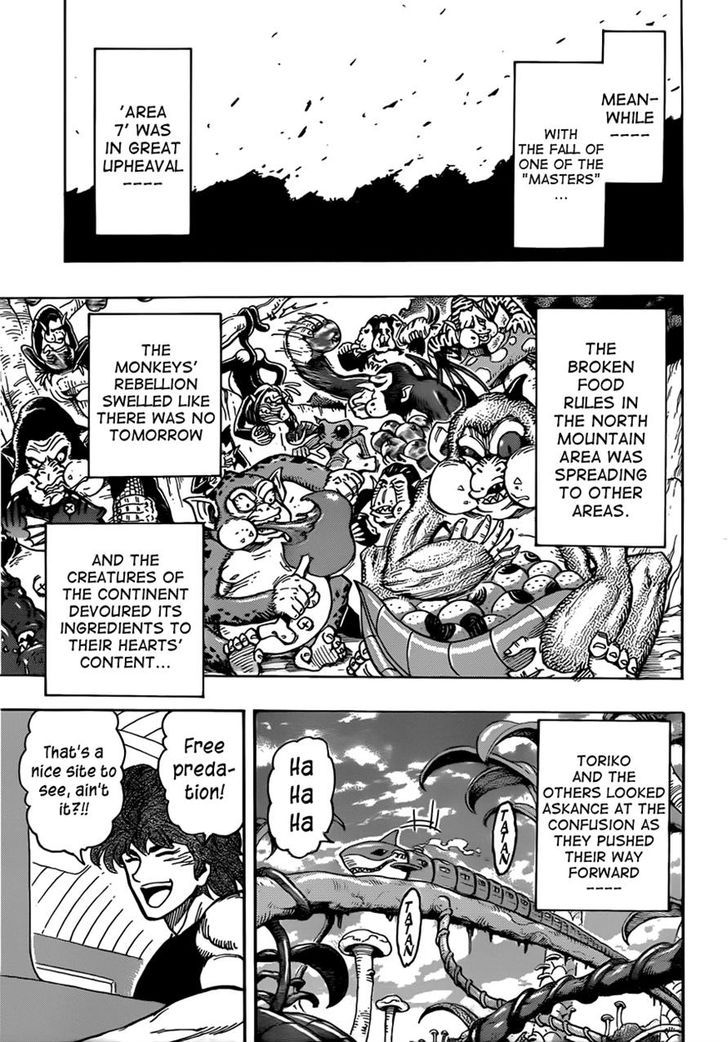 MEAN-
WHILE
----
WITH
THE FALL OF
ONE OF THE
"MASTERS"
...
'AREA
7' WAS
IN GREAT
UPHEAVAL
----
THE
BROKEN
FOOD
RULES IN
THE NORTH
MOUNTAIN
AREA WAS
SPREADING
TO OTHER
AREAS.
THE
MONKEYS'
REBELLION
SWELLED LIKE
THERE WAS NO
TOMORROW
AND THE
CREATURES OF
THE CONTINENT
DEVOURED ITS
INGREDIENTS TO
THEIR HEARTS'
CONTENT...
TORIKO
AND THE
OTHERS LOOKED
ASKANCE AT THE
CONFUSION AS
THEY PUSHED
THEIR WAY
FORWARD
----
Ha
Ha
Ha
TATAN
TATAN
Free
preda-
tion!
That's a
nice site to
see, ain't
it?!!